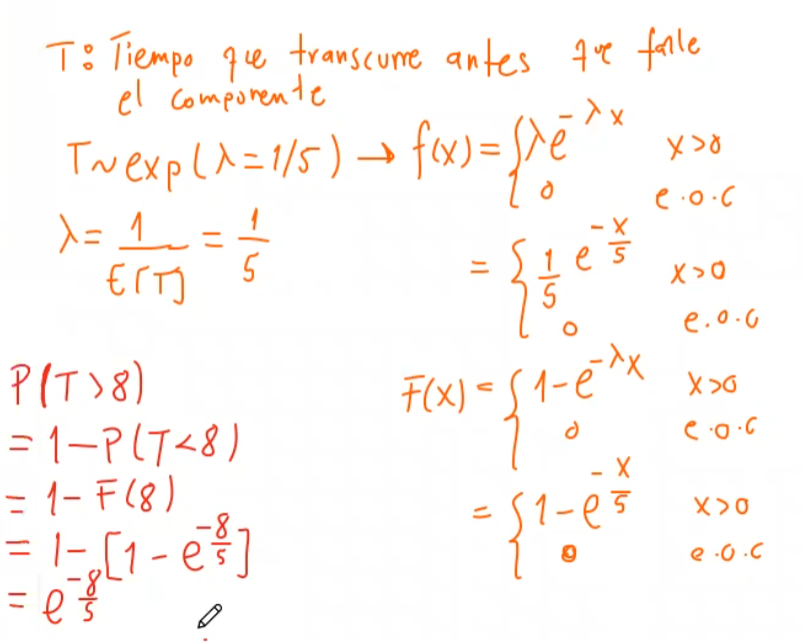 T: Tiempo que transcurre antes que falle
el componente
T~exp(λ=1/5) → f(x)= { λe^{-λx} x>0
0 e.o.c
λ= 1/E[T] = 1/5
= { 1/5 e^{-x/5} x>0
0 e.o.c
F(x) = { 1-e^{-λx} x>0
0 e.o.c
= { 1-e^{-x/5} x>0
0 e.o.c
P(T>8)
= 1-P(T<8)
= 1-F(8)
= 1-[1-e^{-8/5}]
= e^{-8/5}